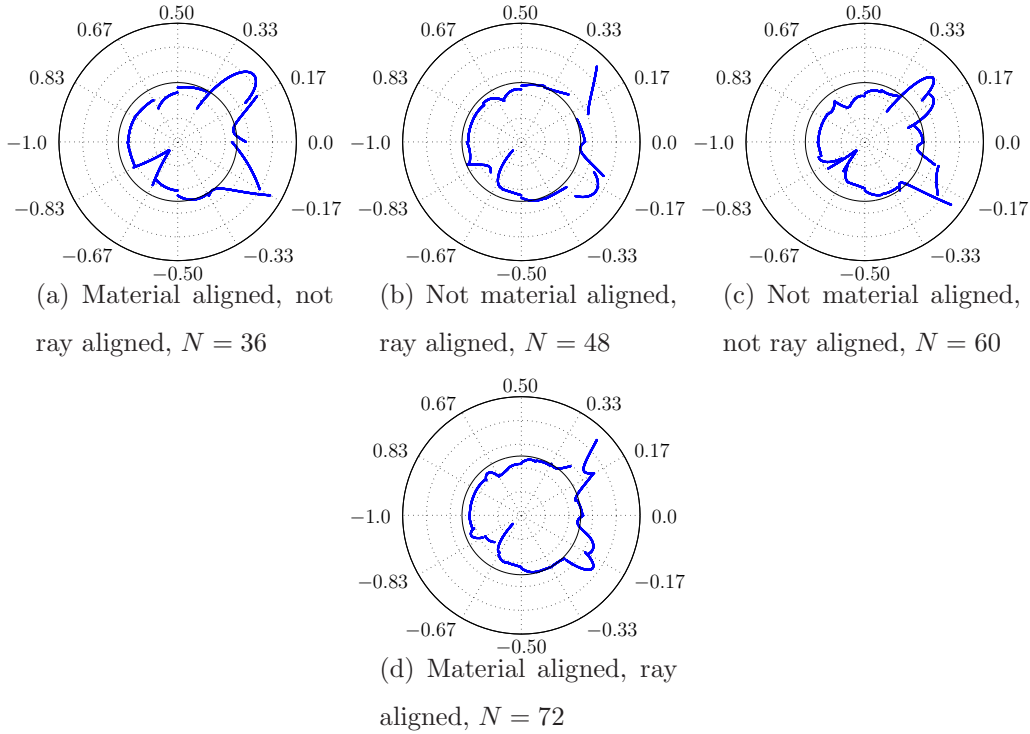 0.50 0.50 0.50
0.67 0.33 0.67 0.33 0.67 0.33
0.83 0.17 0.83 0.17 0.83 0.17
−1.0 0.0 −1.0 0.0 −1.0 0.0
−0.83 −0.17 −0.83 −0.17 −0.83 −0.17
−0.67 −0.33 −0.67 −0.33 −0.67 −0.33
−0.50 −0.50 −0.50
(a) Material aligned, not
ray aligned, N = 36
(b) Not material aligned,
ray aligned, N = 48
(c) Not material aligned,
not ray aligned, N = 60
0.50
0.67 0.33
0.83 0.17
−1.0 0.0
−0.83 −0.17
−0.67 −0.33
−0.50
(d) Material aligned, ray
aligned, N = 72